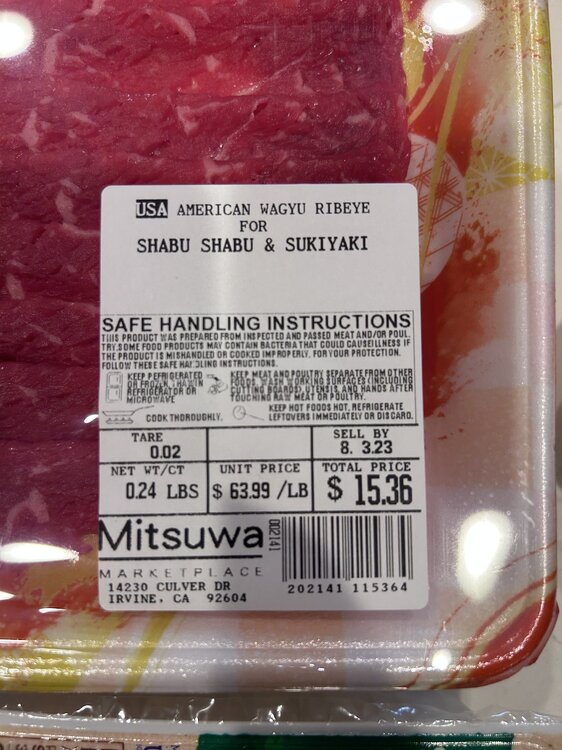 USA AMERICAN WAGYU RIBEYE
FOR
SHABU SHABU & SUKIYAKI
SAFE HANDLING INSTRUCTIONS
THIS PRODUCT WAS PREPARED FROM INSPECTED AND PASSED MEAT AND/OR POUL
TRY. SOME FOOD PRODUCTS MAY CONTAIN BACTERIA THAT COULD CAUSE ILLNESS IF
THE PRODUCT IS MISHANDLED OR COOKED IMPROPERLY. FOR YOUR PROTECTION.
FOLLOW THESE SAFE HANDLING INSTRUCTIONS.
KEEP REFRIGERATED
OR FROZEN. THAW IN
REFRIGERATOR OR
MICROWAVE
KEEP MEAT AND POULTRY SEPARATE FROM OTHER
FOODS. WASH WORKING SURFACES (INCLUDING
CUTTING BOARDS), UTENSILS, AND HANDS AFTER
TOUCHING RAW MEAT OR POULTRY.
COOK THOROUGHLY.
KEEP HOT FOODS HOT. REFRIGERATE
LEFTOVERS IMMEDIATELY OR DISCARD.
TARE
0.02
SELL BY
8. 3.23
NET WT/CT
0.24 LBS
UNIT PRICE
$ 63.99 /LB
TOTAL PRICE
$ 15.36
Mitsuwa
MARKETPLACE
14230 CULVER DR
IRVINE, CA 92604
002141
202141 115364